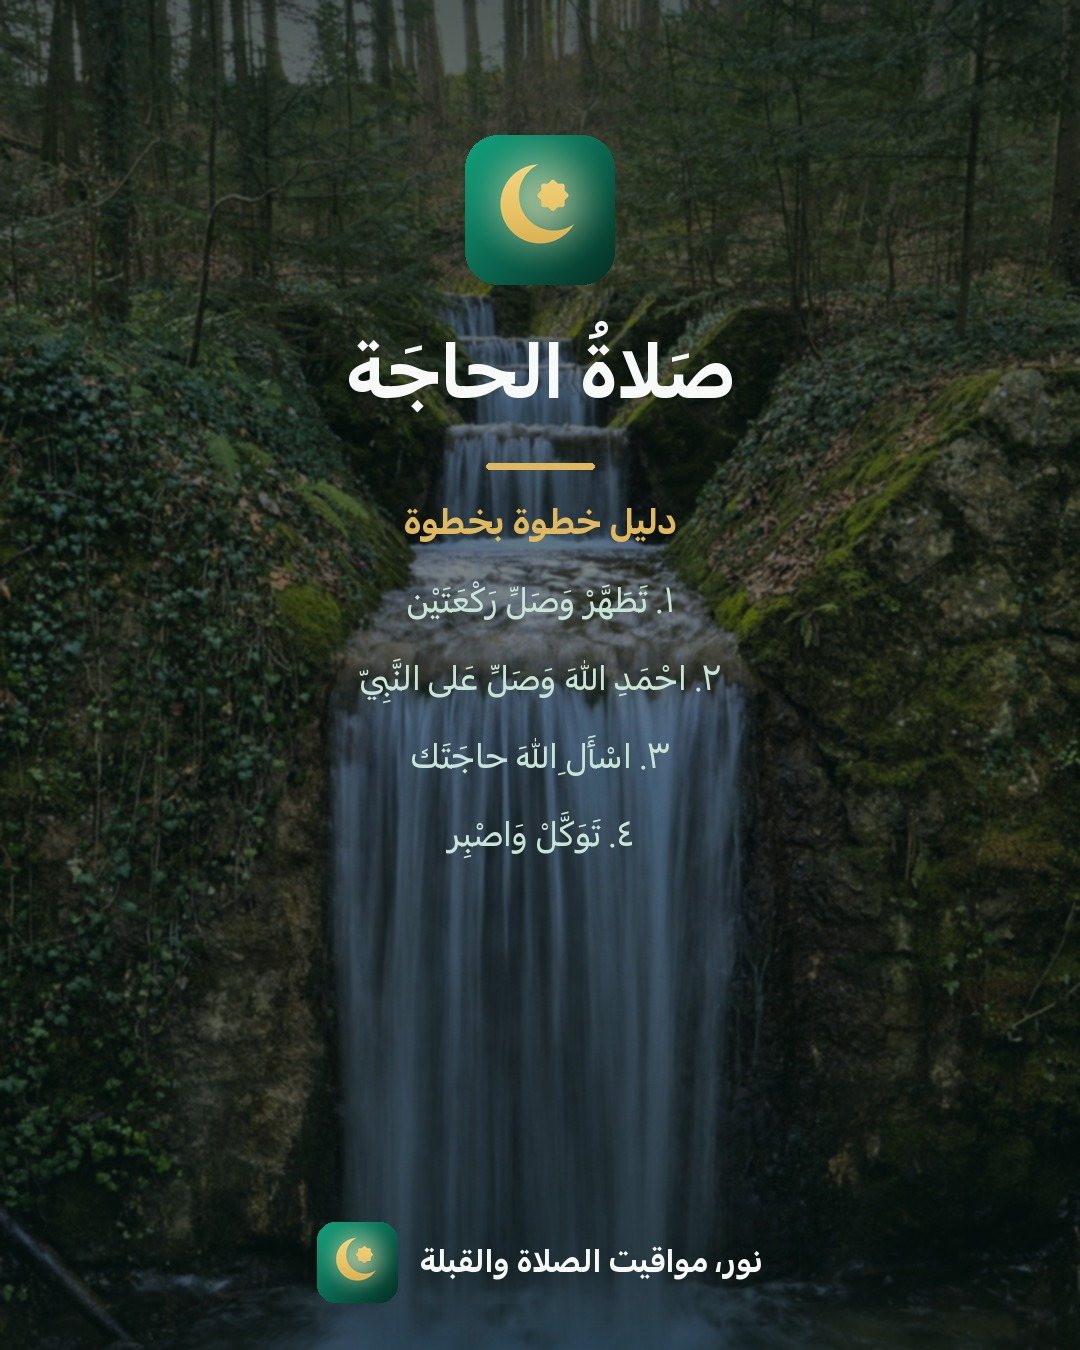 صَلاةُ الحاجَة
دليل خطوة بخطوة
١. تَطَهَّرْ وَصَلِّ رَكْعَتَيْن
٢. احْمَدِ اللهَ وَصَلِّ عَلى النَّبِيّ
٣. اسْأَلِ اللهَ حاجَتَك
٤. تَوَكَّلْ وَاصْبِر
نور، مواقيت الصلاة والقبلة